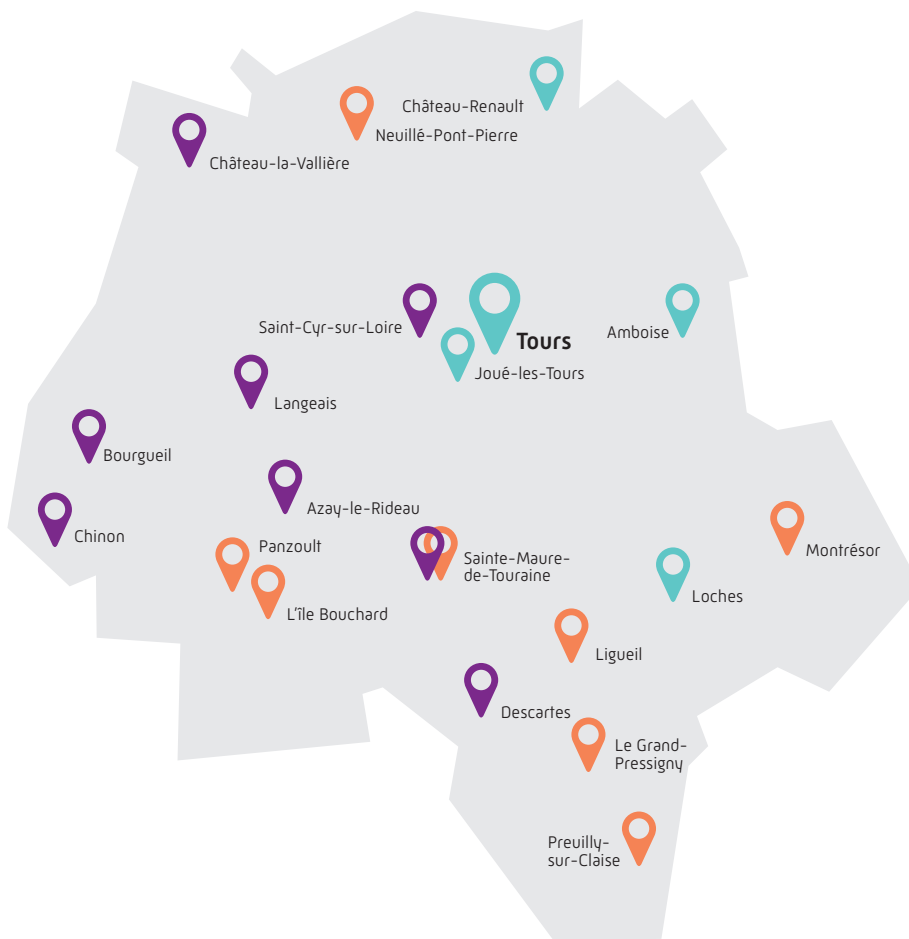 Château-Renault
Neuillé-Pont-Pierre
Château-la-Vallière
Saint-Cyr-sur-Loire
Tours
Amboise
Joué-les-Tours
Langeais
Bourgueil
Azay-le-Rideau
Chinon
Panzoult
Sainte-Maure-
de-Touraine
Montrésor
L'île Bouchard
Loches
Ligueil
Descartes
Le Grand-
Pressigny
Preuilly-
sur-Claise